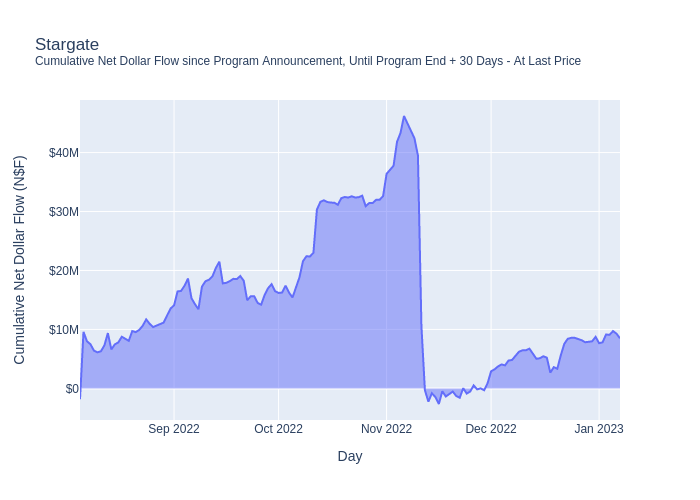 Stargate
Cumulative Net Dollar Flow since Program Announcement, Until Program End + 30 Days - At Last Price
Cumulative Net Dollar Flow (N$F)
$40M
$30M
$20M
$10M
$0
Sep 2022
Oct 2022
Nov 2022
Dec 2022
Jan 2023
Day